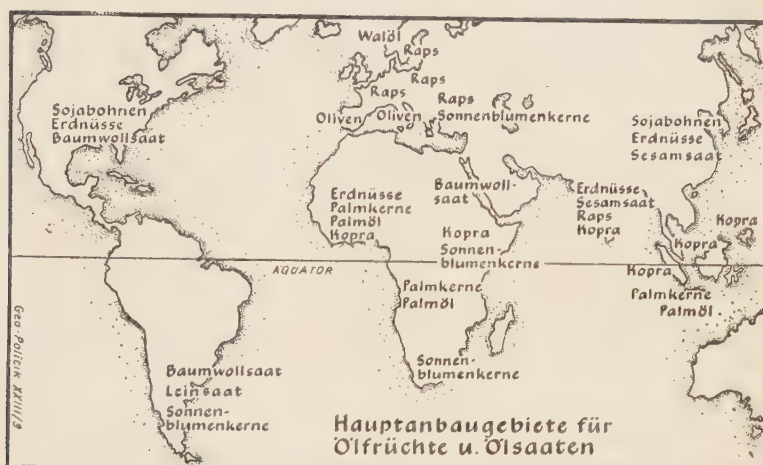 Walöl
Raps
Raps
Raps
Oliven
Oliven
Raps
Sonnenblumenkerne
Sojabohnen
Erdnüsse
Baumwollsaat
Sojabohnen
Erdnüsse
Sesamsaat
Erdnüsse
Palmkerne
Palmöl
Kopra
Baumwoll-
saat
Erdnüsse
Sesamsaat
Raps
Kopra
Kopra
Sonnen-
blumenkerne
Kopra
Kopra
Kopra
ÄQUATOR
Palmkerne
Palmöl
Palmkerne
Palmöl
Baumwollsaat
Leinsaat
Sonnen-
blumenkerne
Sonnen-
blumenkerne
Hauptanbaugebiete für
Ölfrüchte u. Ölsaaten
Geo-Politik XXIII/9